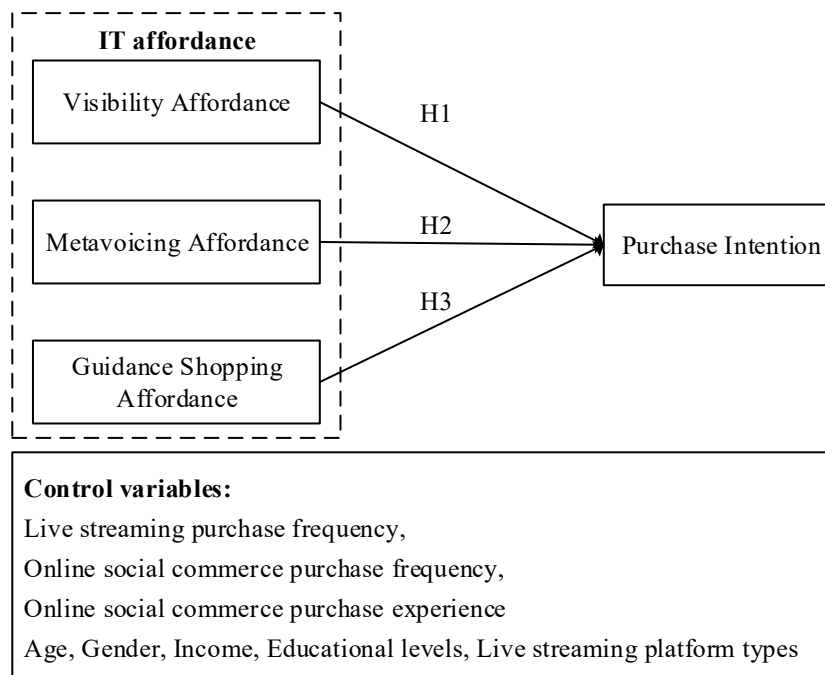 IT affordance
Visibility Affordance
H1
Metavoicing Affordance
H2
Purchase Intention
H3
Guidance Shopping
Affordance
Control variables:
Live streaming purchase frequency,
Online social commerce purchase frequency,
Online social commerce purchase experience
Age, Gender, Income, Educational levels, Live streaming platform types